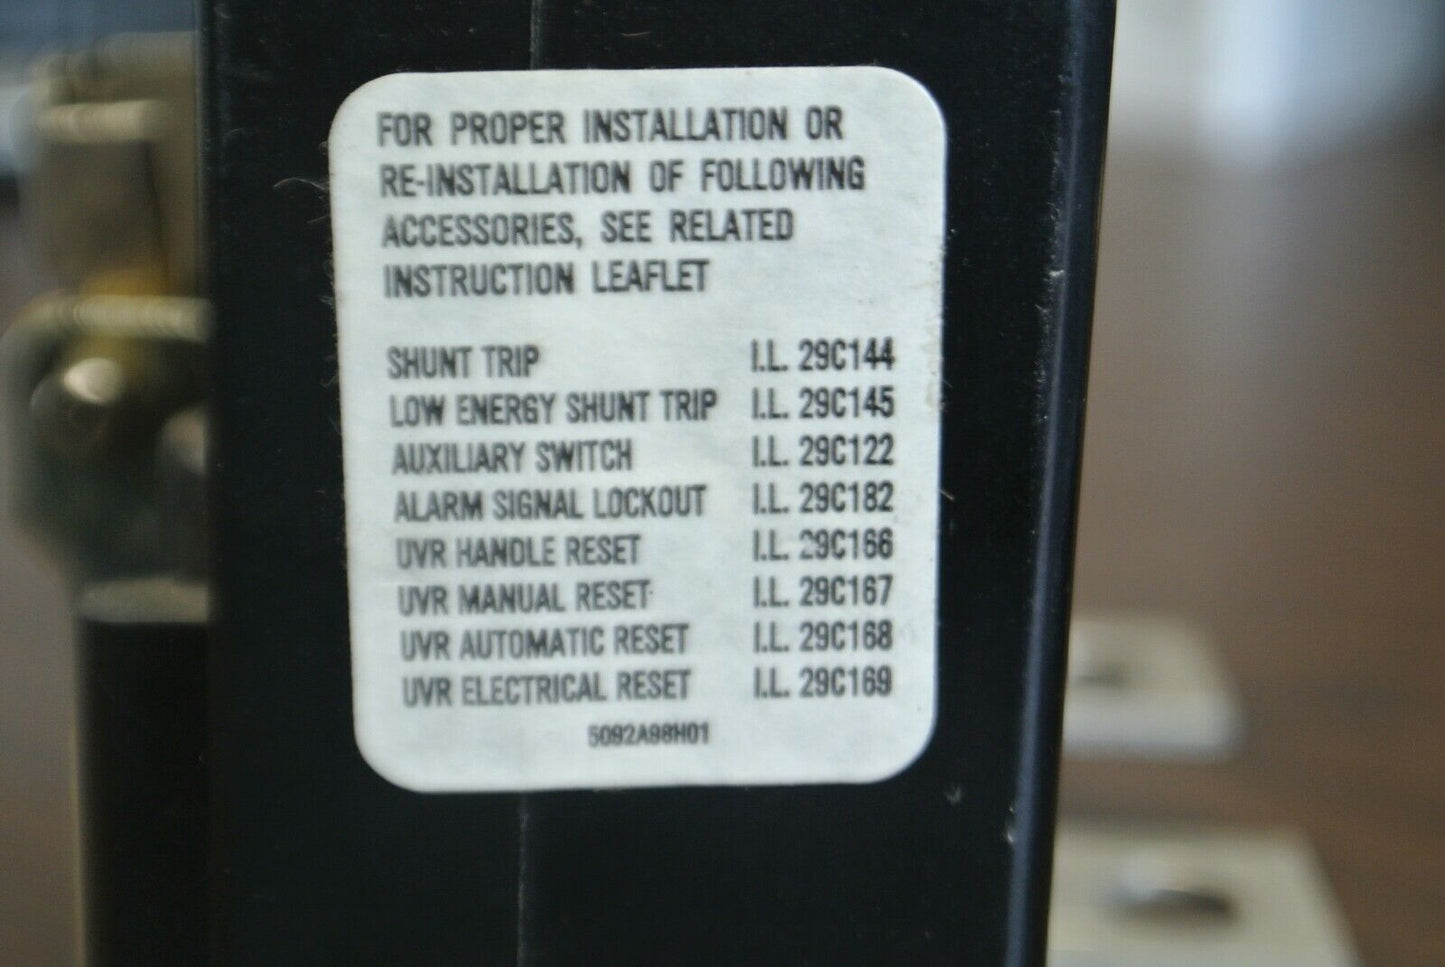 FOR PROPER INSTALLATION OR
RE-INSTALLATION OF FOLLOWING
ACCESSORIES, SEE RELATED
INSTRUCTION LEAFLET
SHUNT TRIP I.L. 29C144
LOW ENERGY SHUNT TRIP I.L. 29C145
AUXILIARY SWITCH I.L. 29C122
ALARM SIGNAL LOCKOUT I.L. 29C182
UVR HANDLE RESET I.L. 29C166
UVR MANUAL RESET I.L. 29C167
UVR AUTOMATIC RESET I.L. 29C168
UVR ELECTRICAL RESET I.L. 29C169
5092A98H01